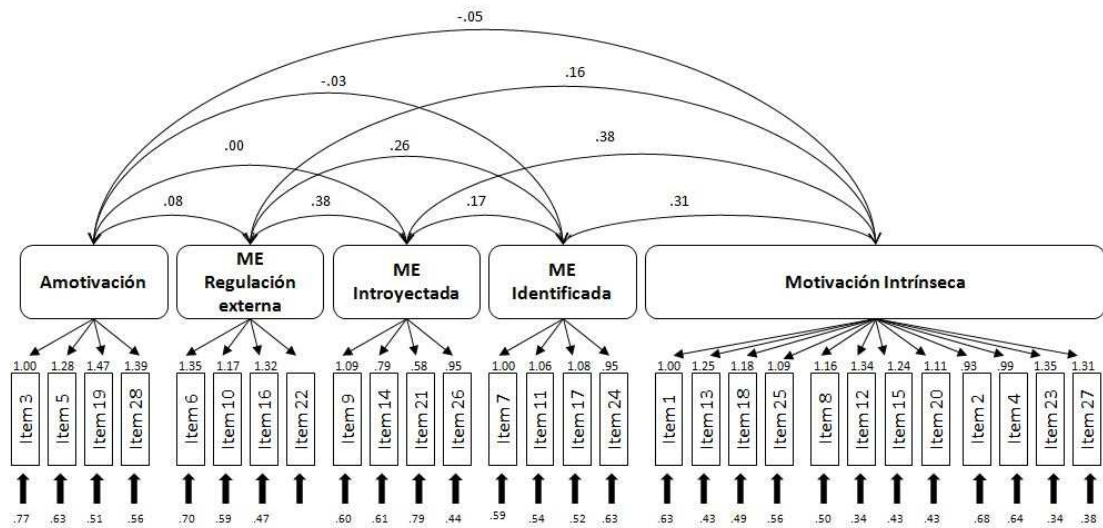 -.05
-.03 .16
.00 .26 .38
.08 .38 .17 .31
Amotivación
ME
Regulación
externa
ME
Introyectada
ME
Identificada
Motivación Intrínseca
1.00 1.28 1.47 1.39 1.35 1.17 1.32 1.09 .79 .58 .95 1.00 1.06 1.08 .95 1.00 1.25 1.18 1.09 1.16 1.34 1.24 1.11 .93 .99 1.35 1.31
Item 3
Item 5
Item 19
Item 28
Item 6
Item 10
Item 16
Item 22
Item 9
Item 14
Item 21
Item 26
Item 7
Item 11
Item 17
Item 24
Item 1
Item 13
Item 18
Item 25
Item 8
Item 12
Item 15
Item 20
Item 2
Item 4
Item 23
Item 27
.77 .63 .51 .56 .70 .59 .47 .60 .61 .79 .44 .59 .54 .52 .63 .63 .43 .49 .56 .50 .34 .43 .43 .68 .64 .34 .38